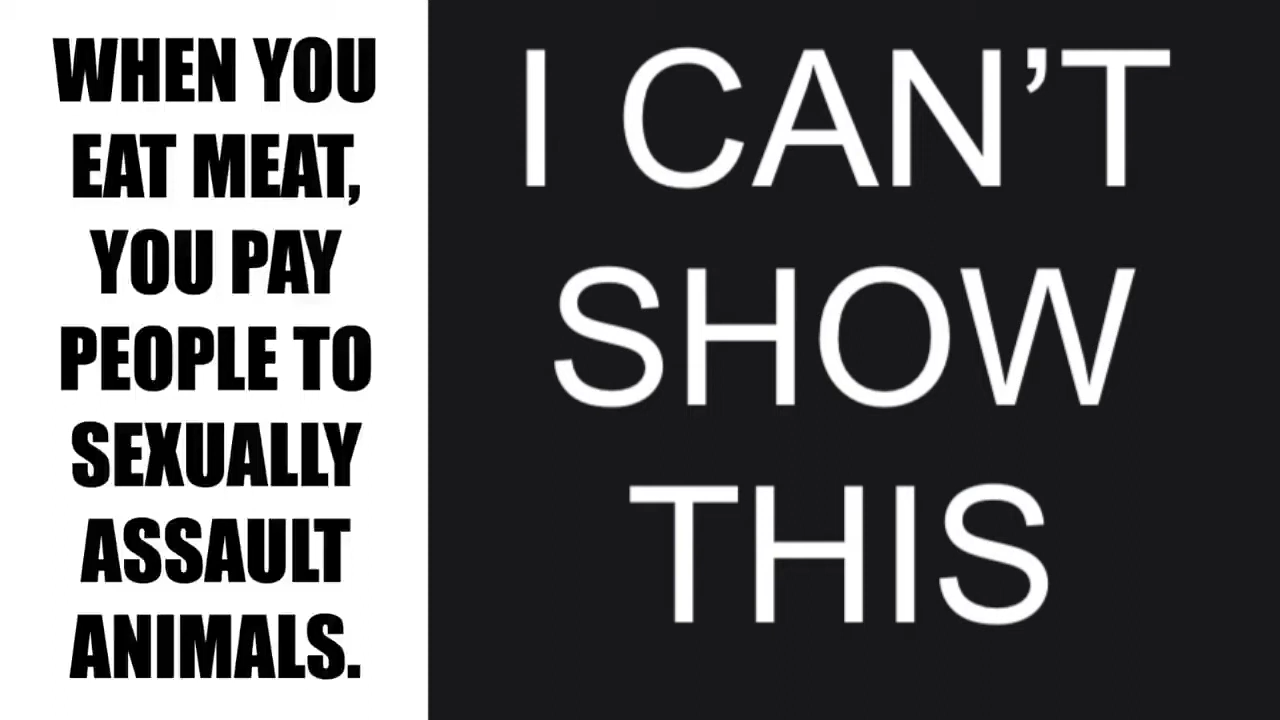 WHEN YOU
EAT MEAT,
YOU PAY
PEOPLE TO
SEXUALLY
ASSAULT
ANIMALS.
I CAN’T
SHOW
THIS